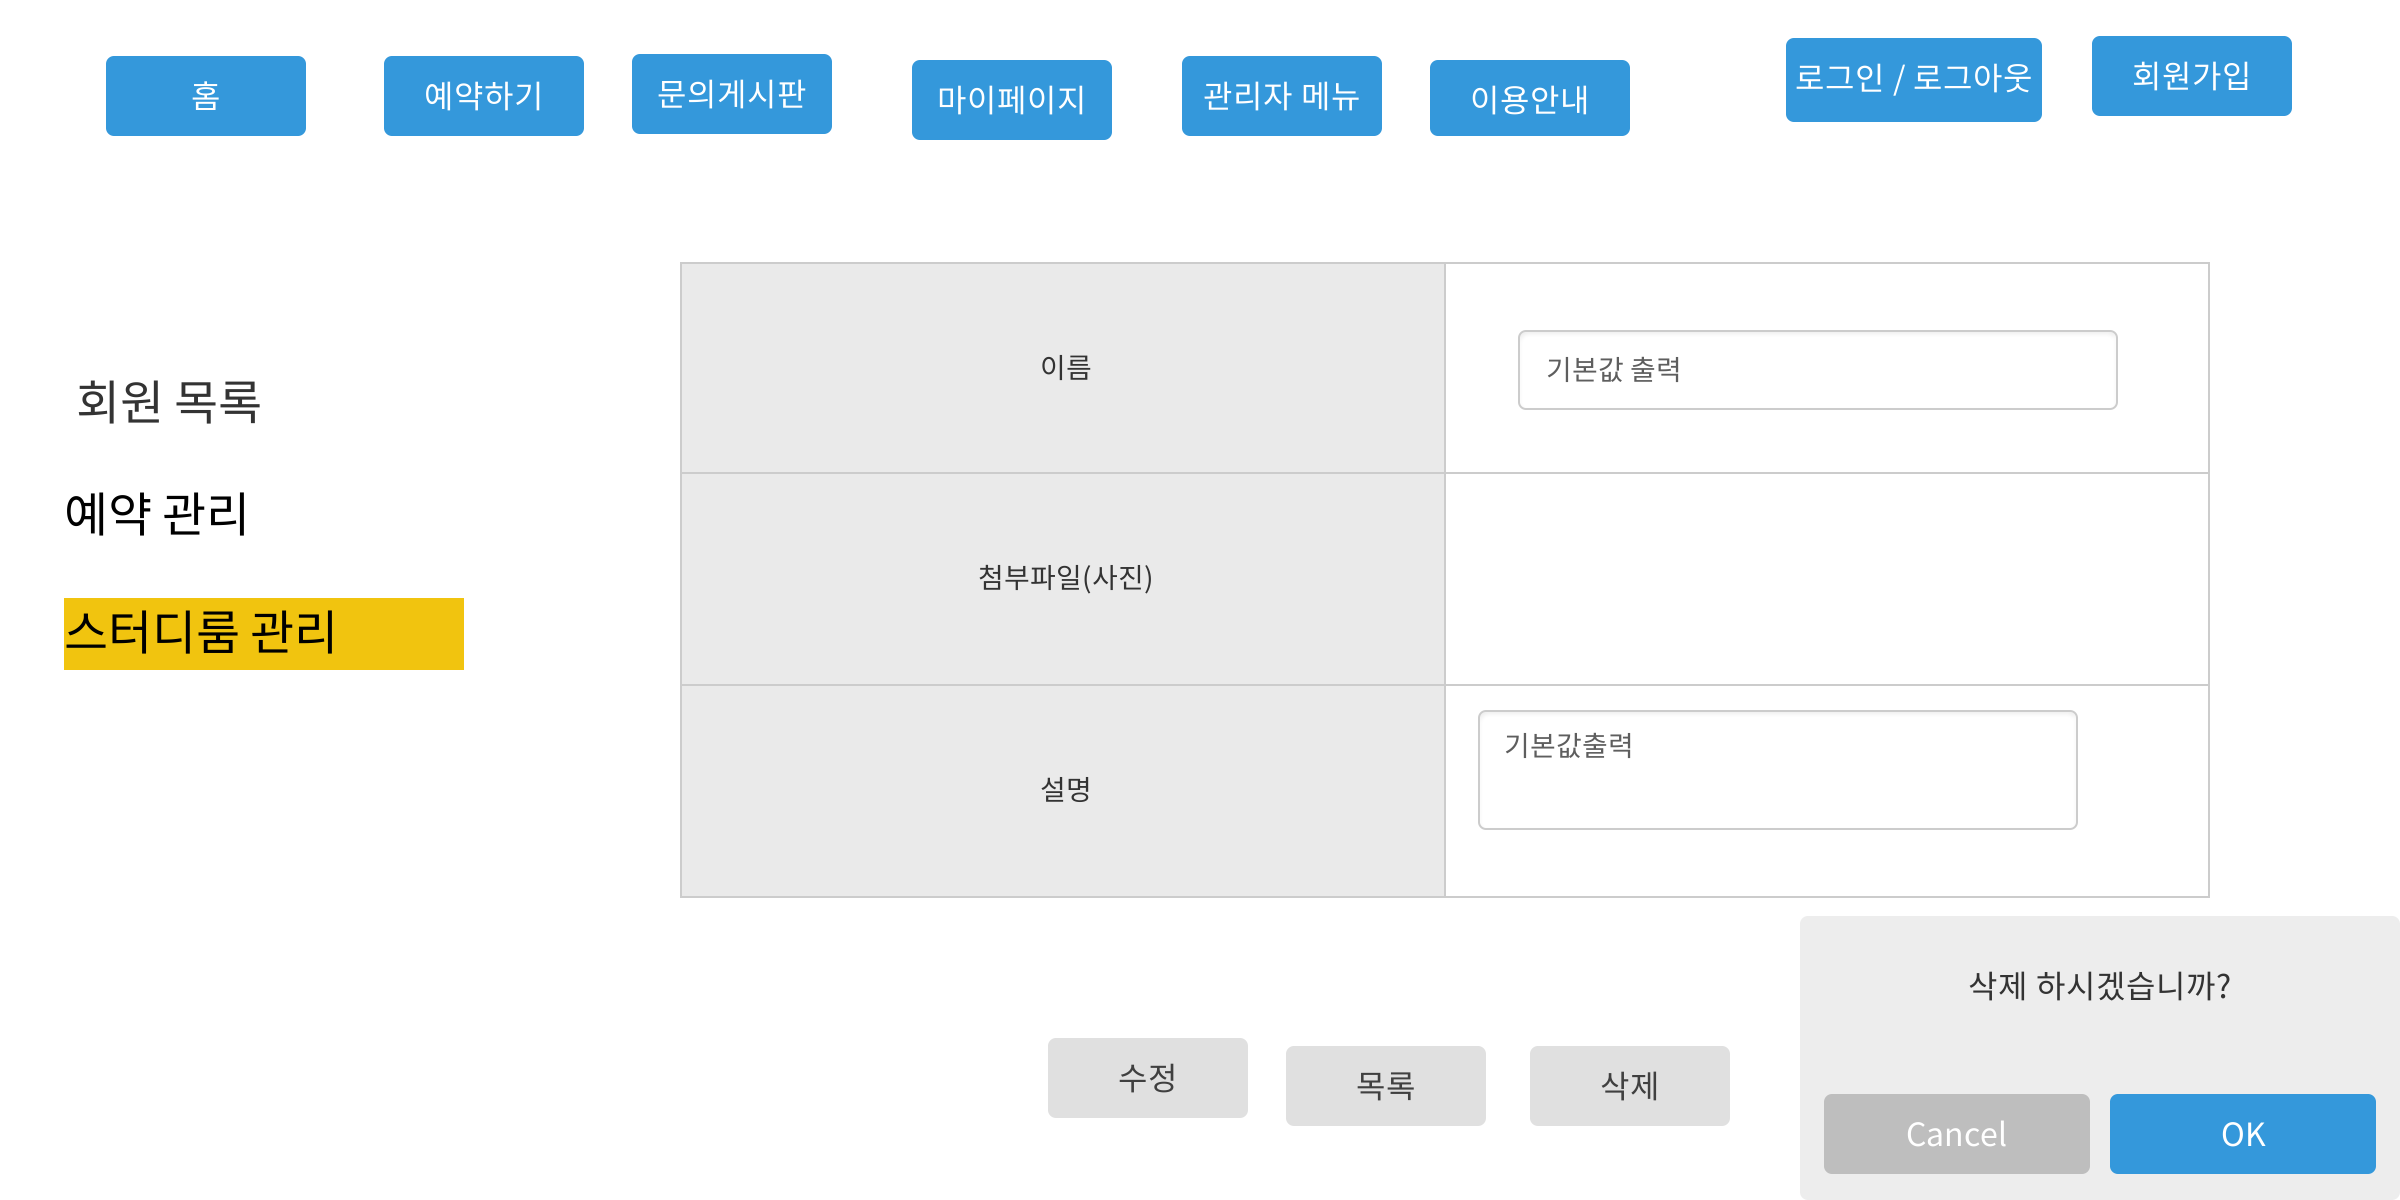 홈
예약하기
문의게시판
마이페이지
관리자 메뉴
이용안내
로그인 / 로그아웃
회원가입
회원 목록
예약 관리
스터디룸 관리
이름
기본값 출력
첨부파일(사진)
설명
기본값출력
수정
목록
삭제
삭제 하시겠습니까?
Cancel
OK